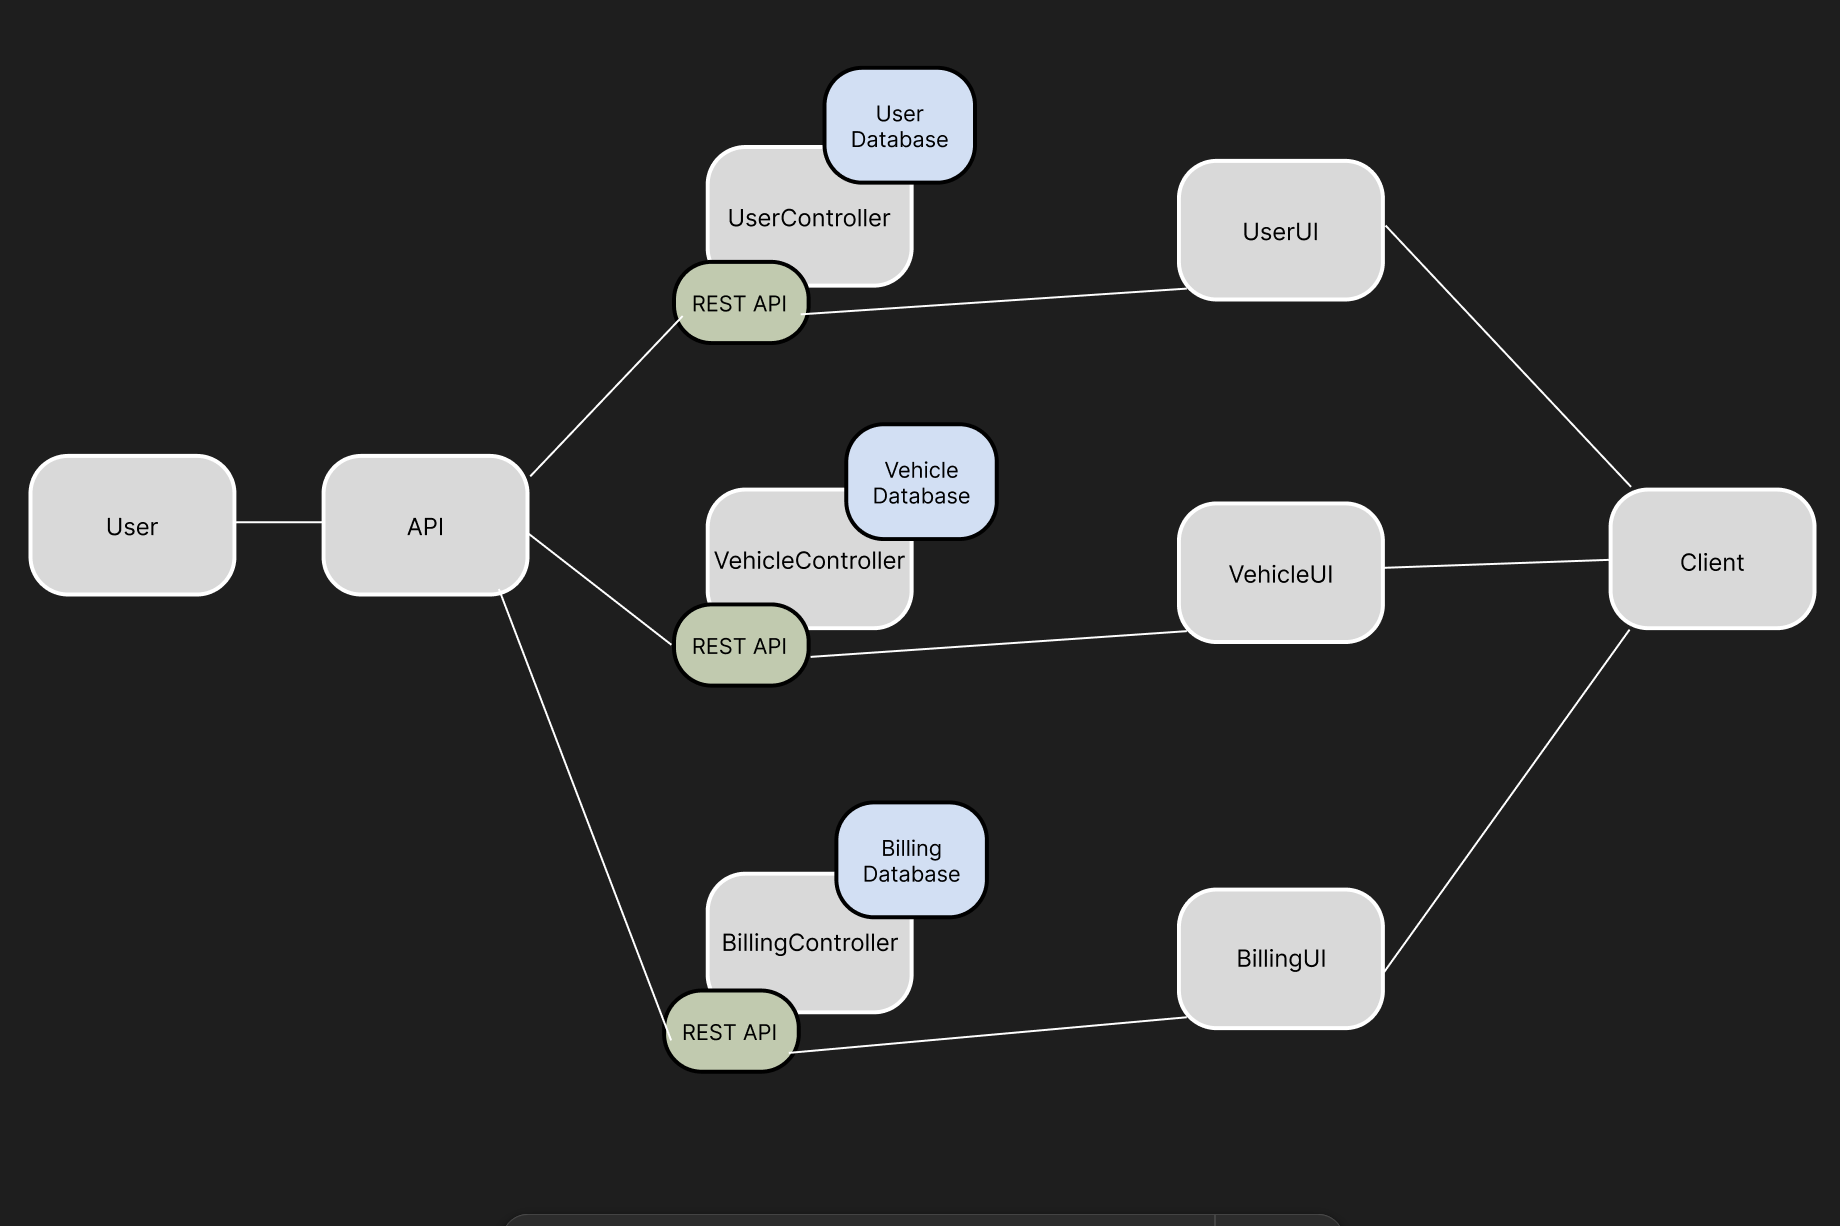 User
Database
UserController
UserUI
REST API
User
API
Vehicle
Database
VehicleController
VehicleUI
Client
REST API
Billing
Database
BillingController
BillingUI
REST API